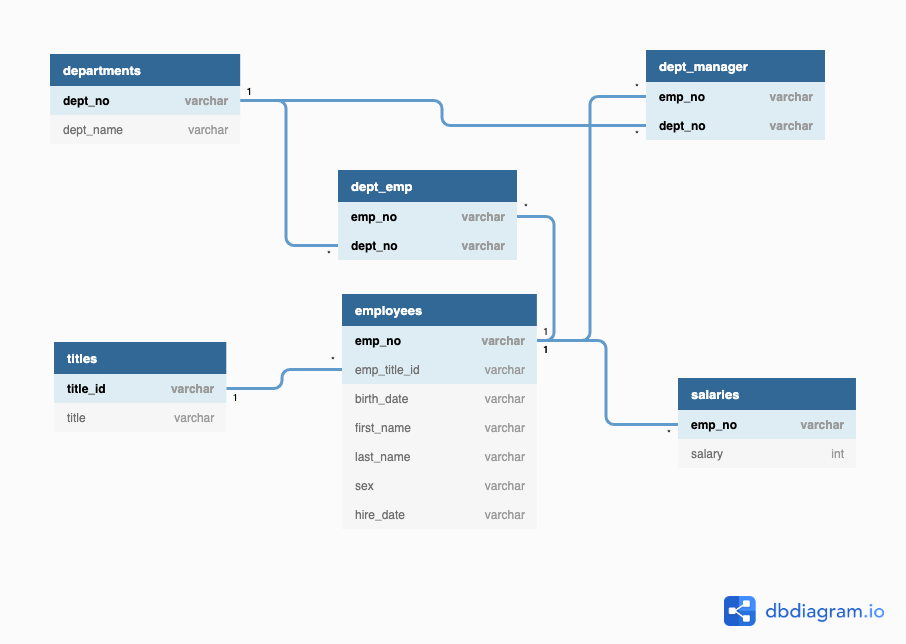 departments
dept_no varchar
dept_name varchar
1
*
dept_manager
emp_no varchar
dept_no varchar
*
dept_emp
emp_no varchar
dept_no varchar
*
*
employees
emp_no varchar
emp_title_id varchar
birth_date varchar
first_name varchar
last_name varchar
sex varchar
hire_date varchar
1
1
*
titles
title_id varchar
title varchar
1
salaries
emp_no varchar
salary int
*
dbdiagram.io